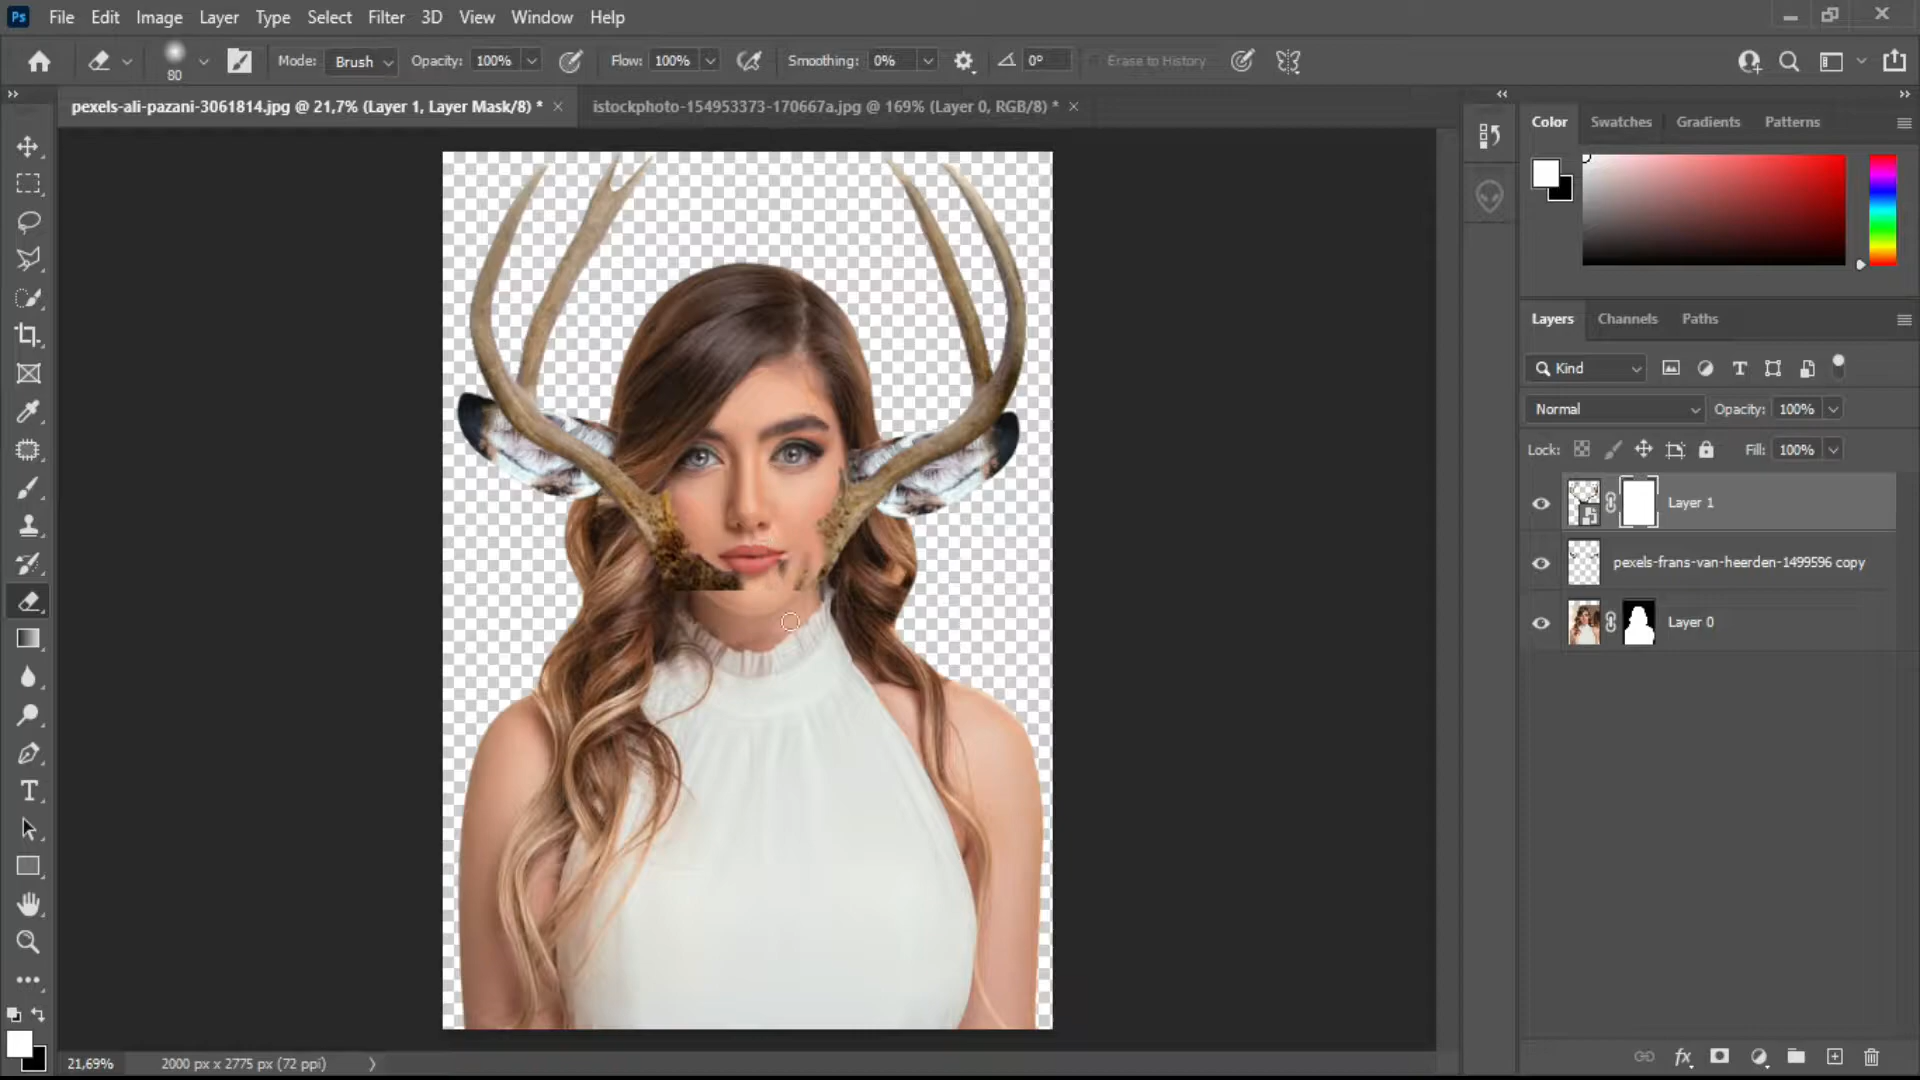 Ps File Edit Image Layer Type Select Filter 3D View Window Help
80 Mode: Brush Opacity: 100% Flow: 100% Smoothing: 0% 0° Erase to History
pexels-ali-pazani-3061814.jpg @ 21,7% (Layer 1, Layer Mask/8) * istockphoto-154953373-170667a.jpg @ 169% (Layer 0, RGB/8) *
Color Swatches Gradients Patterns
Layers Channels Paths
Kind
Normal Opacity: 100%
Lock: Fill: 100%
Layer 1
pexels-frans-van-heerden-1499596 copy
Layer 0
fx
21,69% 2000 px x 2775 px (72 ppi)